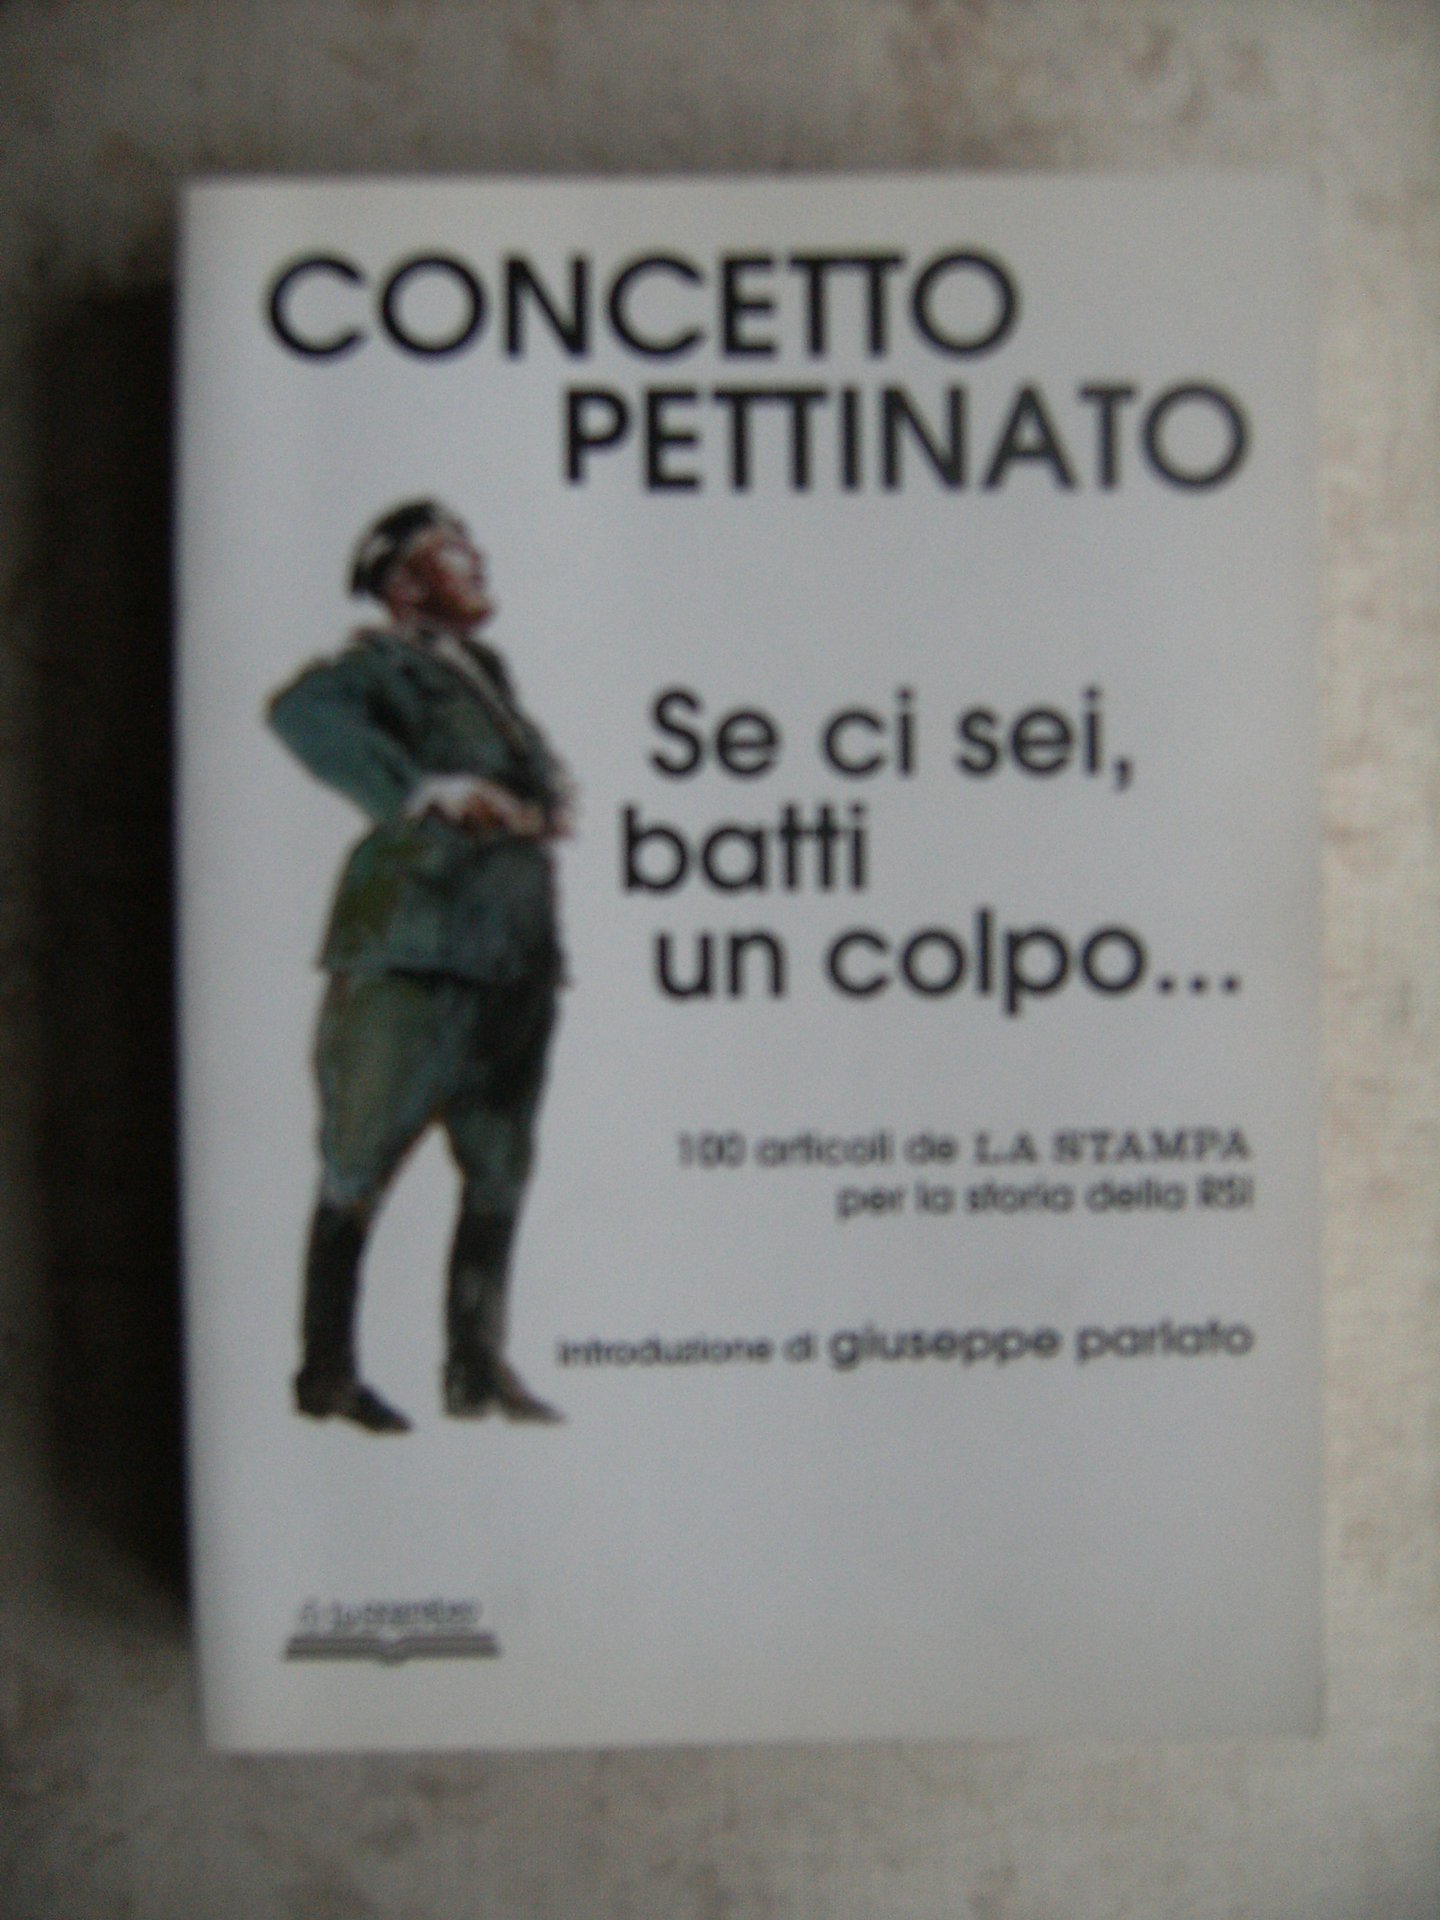 CONCETTO
PETTINATO
Se ci sei,
batti
un colpo...
100 articoli de LA STAMPA
per la storia della RSI
introduzione di giuseppe parlato